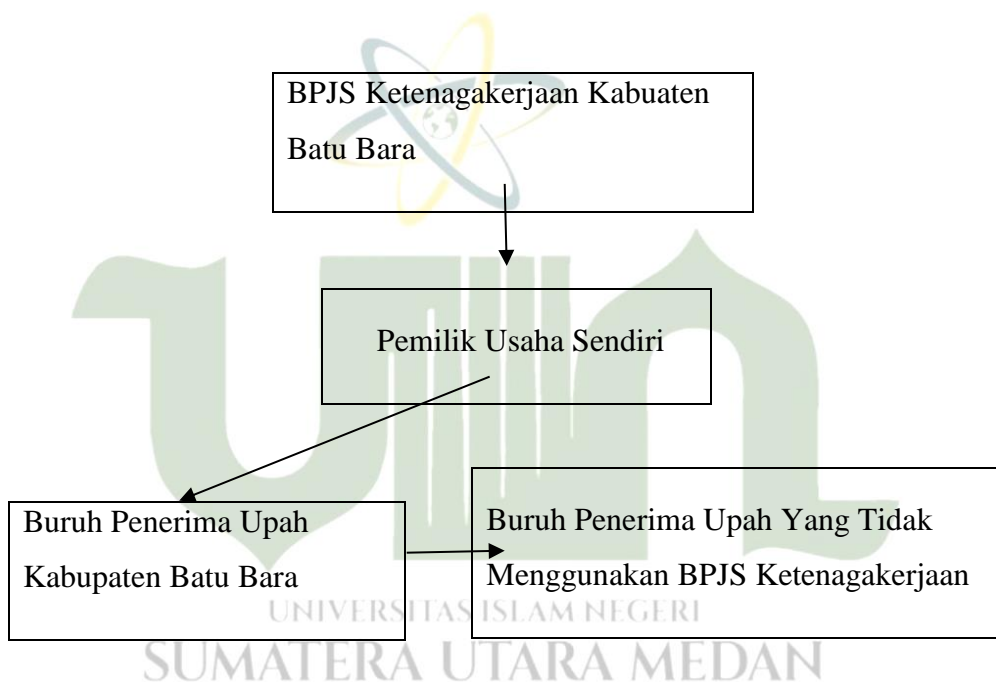 BPJS Ketenagakerjaan Kabuaten
Batu Bara
Pemilik Usaha Sendiri
Buruh Penerima Upah
Kabupaten Batu Bara
Buruh Penerima Upah Yang Tidak
Menggunakan BPJS Ketenagakerjaan
UNIVERSITAS ISLAM NEGERI
SUMATERA UTARA MEDAN